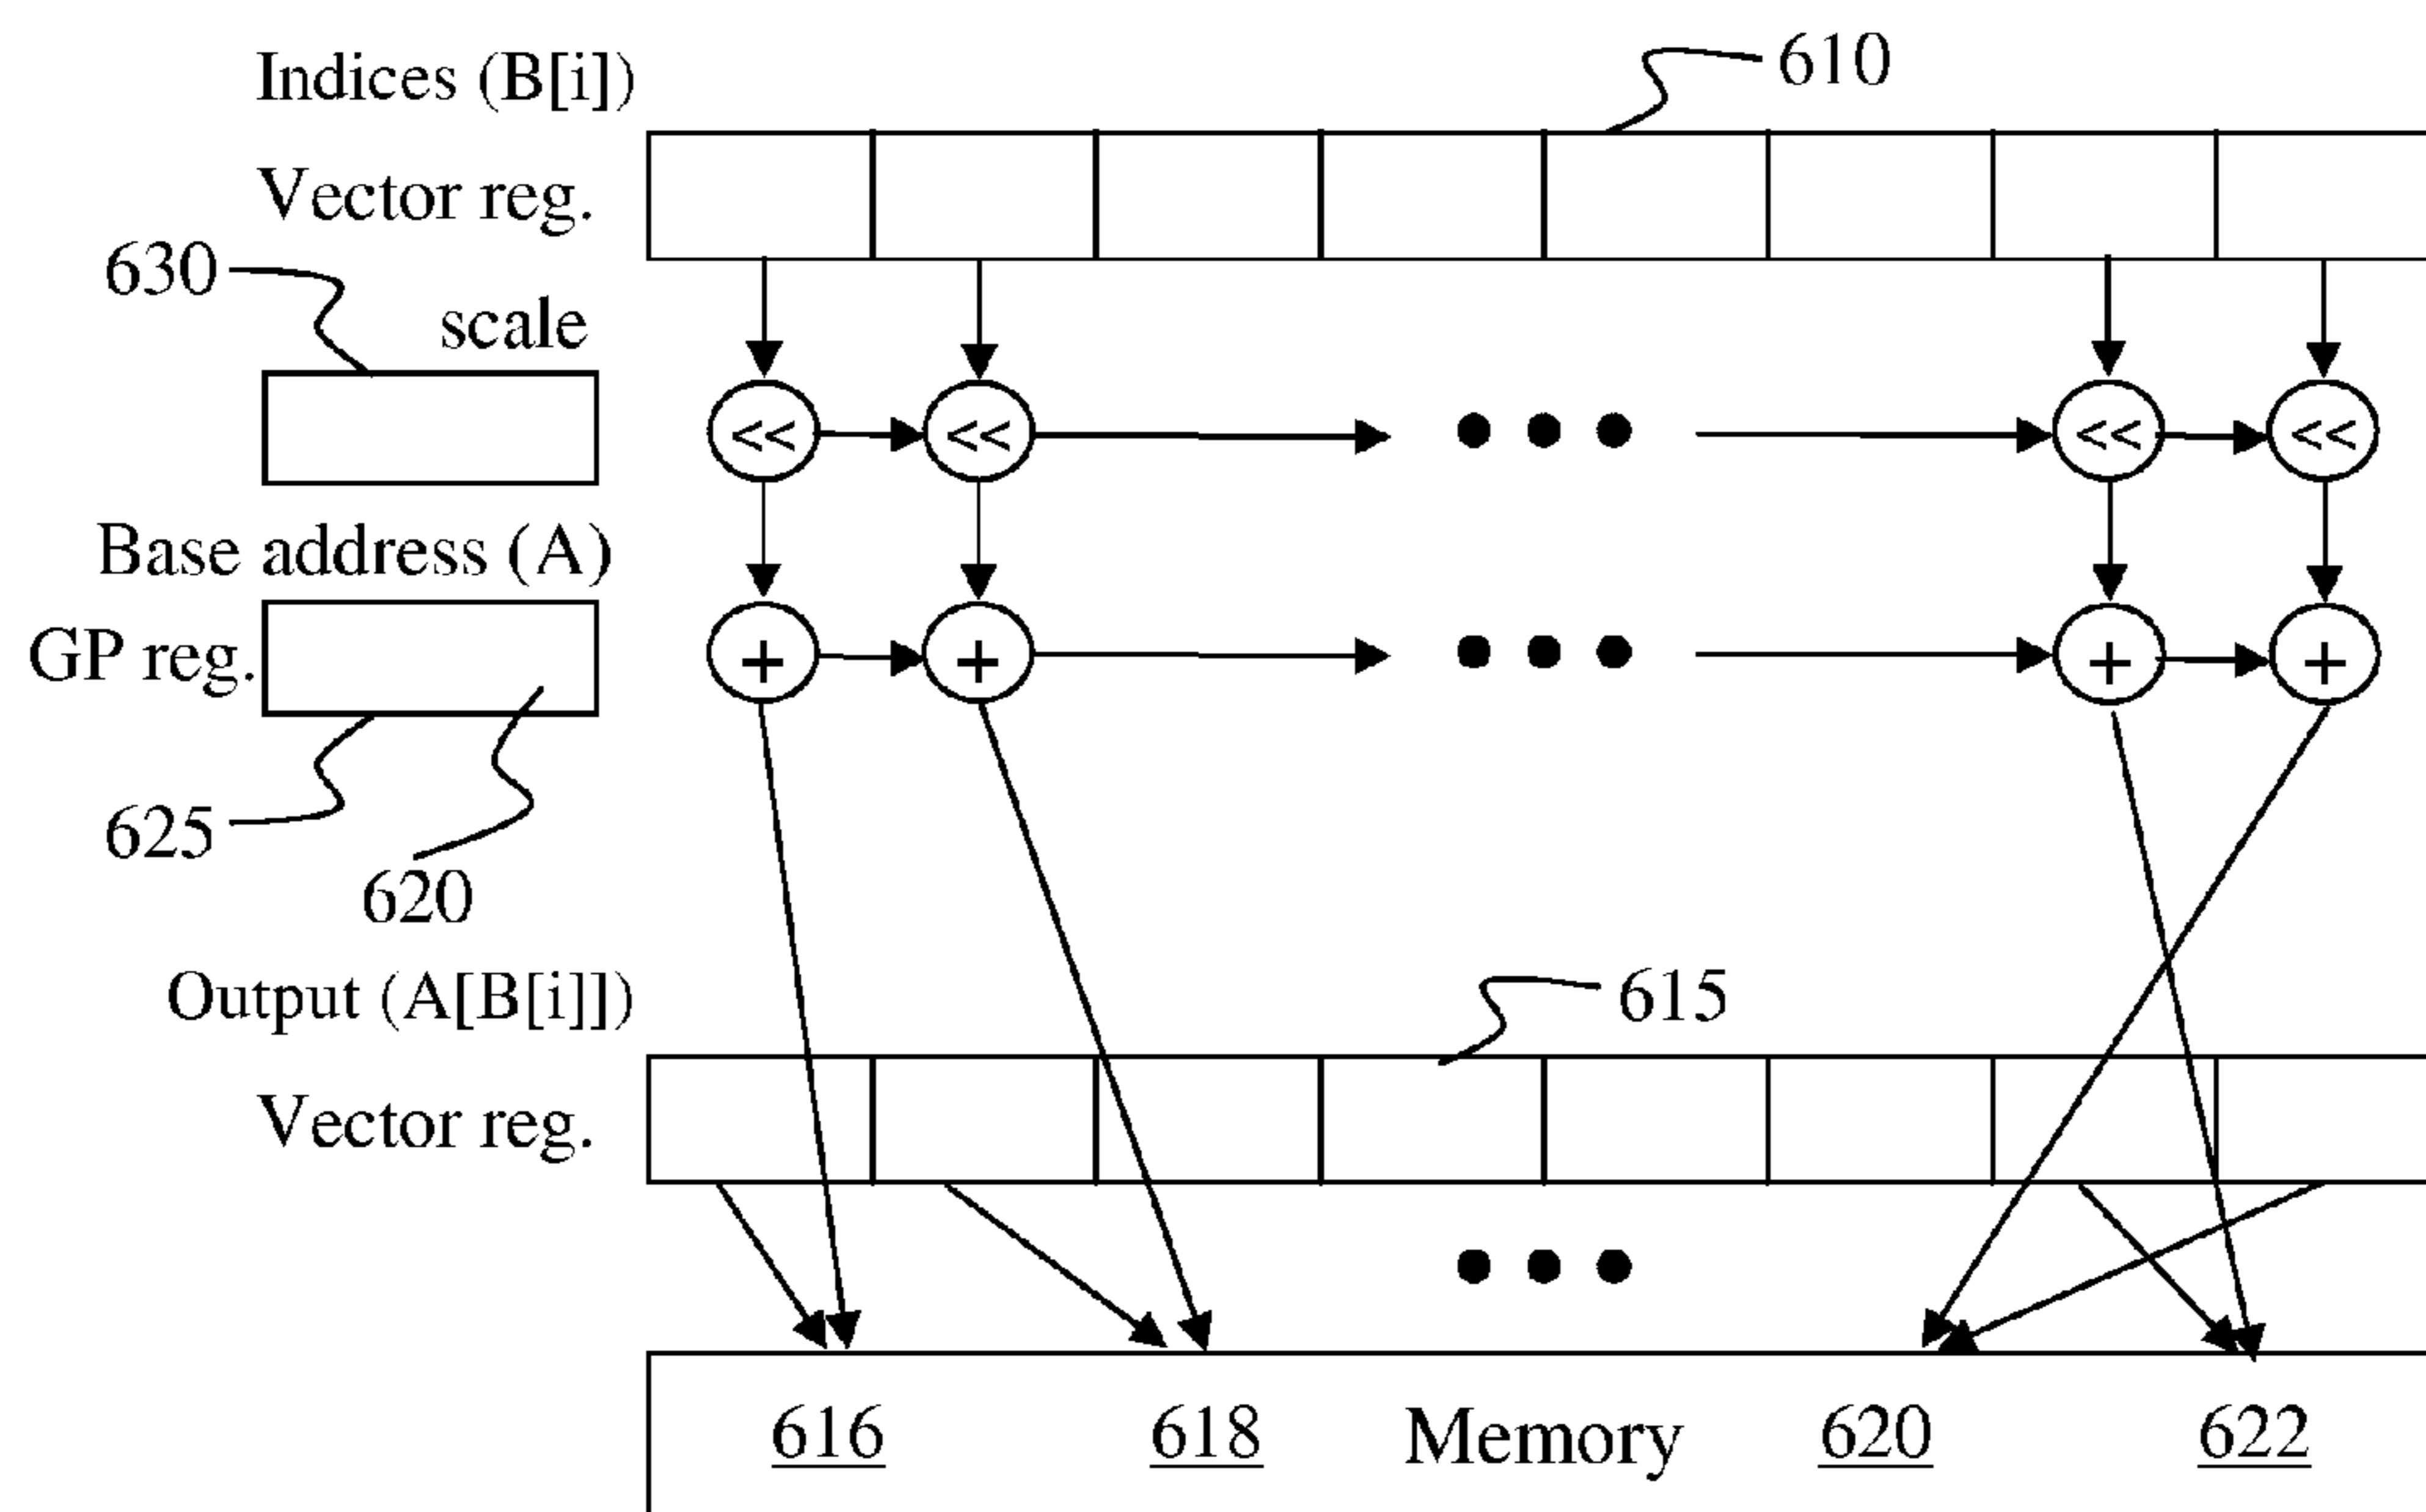 Indices (B[i])
610
Vector reg.
630
scale
<< << << <<
Base address (A)
GP reg.
+ + + +
625
620
Output (A[B[i]])
615
Vector reg.
616 618 Memory 620 622